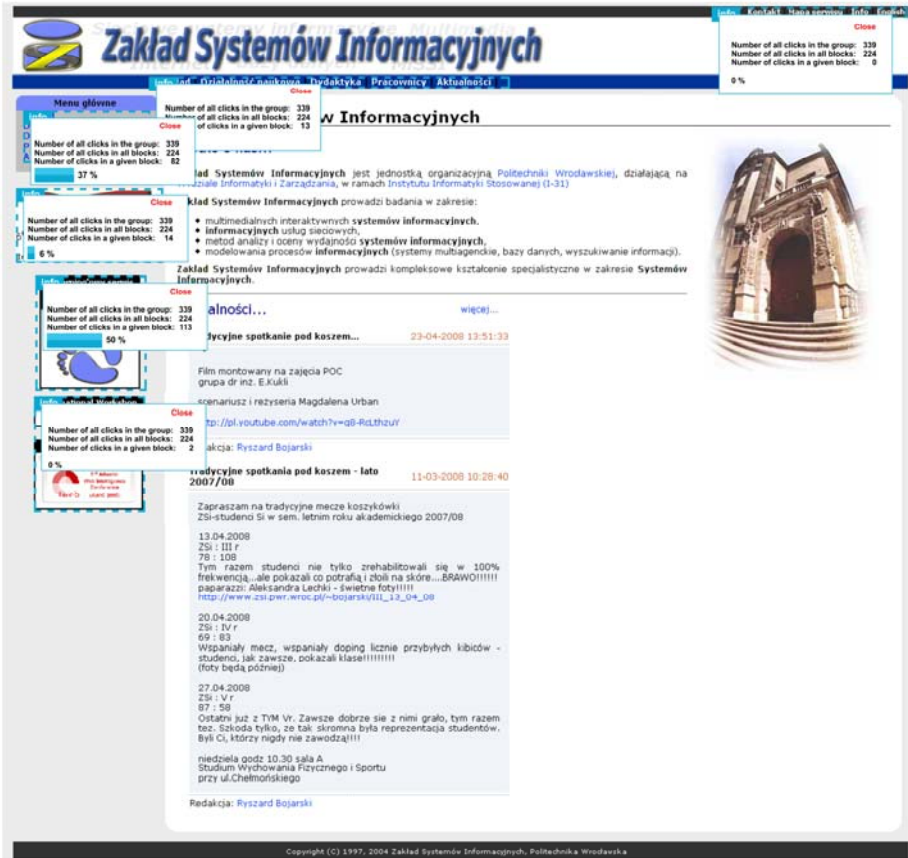 Info Kontakt Mapa serwisu Info English
Close
Number of all clicks in the group: 339
Number of all clicks in all blocks: 224
Number of clicks in a given block: 0
0 %
Zakład Systemów Informacyjnych
Info Działalność naukowa Dydaktyka Pracownicy Aktualności
Close
Number of all clicks in the group: 339
Number of all clicks in all blocks: 224
of clicks in a given block: 13
Menu główne
Info
Close
Number of all clicks in the group: 339
Number of all clicks in all blocks: 224
Number of clicks in a given block: 82
37 %
w Informacyjnych
Info
Close
Number of all clicks in the group: 339
Number of all clicks in all blocks: 224
Number of clicks in a given block: 14
6 %
Systemów Informacyjnych jest jednostką organizacyjną Politechniki Wrocławskiej, działającą na
Informatyki i Zarządzania, w ramach Instytutu Informatyki Stosowanej (I-31)
Systemów Informacyjnych prowadzi badania w zakresie:
• multimedialnych interaktywnych systemów informacyjnych,
• informacyjnych usług sieciowych,
• metod analizy i oceny wydajności systemów informacyjnych,
• modelowania procesów informacyjnych (systemy multiagenckie, bazy danych, wyszukiwanie informacji).
Zakład Systemów Informacyjnych prowadzi kompleksowe kształcenie specjalistyczne w zakresie Systemów
Informacyjnych.
Close
Number of all clicks in the group: 339
Number of all clicks in all blocks: 224
Number of clicks in a given block: 113
50 %
alności... więcej...
dycyjne spotkanie pod koszem... 23-04-2008 13:51:33
Film montowany na zajęcia POC
grupa dr inż. E.Kukli
scenariusz i reżyseria Magdalena Urban
http://pl.youtube.com/watch?v=q8-RcLthzuY
Info ational Workshop
Close
Number of all clicks in the group: 339
Number of all clicks in all blocks: 224
Number of clicks in a given block: 2
0 %
akcja: Ryszard Bojarski
Tradycyjne spotkania pod koszem - lato
2007/08 11-03-2008 10:28:40
Zapraszam na tradycyjne mecze koszykówki
ZSi-studenci Si w sem. letnim roku akademickiego 2007/08
13.04.2008
ZSi : III r
78 : 108
Tym razem studenci nie tylko zrehabilitowali się w 100%
frekwencją...ale pokazali co potrafią i złoili na skóre....BRAWO!!!!!!
paparazzi: Aleksandra Lechki - świetne foty!!!!!
http://www.zsi.pwr.wroc.pl/~bojarski/III_13_04_08
20.04.2008
ZSi : IV r
69 : 83
Wspaniały mecz, wspaniały doping licznie przybyłych kibiców -
studenci, jak zawsze, pokazali klase!!!!!!!!!
(foty będą później)
27.04.2008
ZSi : V r
87 : 58
Ostatni już z TYM Vr. Zawsze dobrze sie z nimi grało, tym razem
tez. Szkoda tylko, ze tak skromna była reprezentacja studentów.
Byli Ci, którzy nigdy nie zawodzą!!!!
niedziela godz 10.30 sala A
Studium Wychowania Fizycznego i Sportu
przy ul.Chełmońskiego
Redakcja: Ryszard Bojarski
Copyright (C) 1997, 2004 Zakład Systemów Informacyjnych, Politechnika Wrocławska